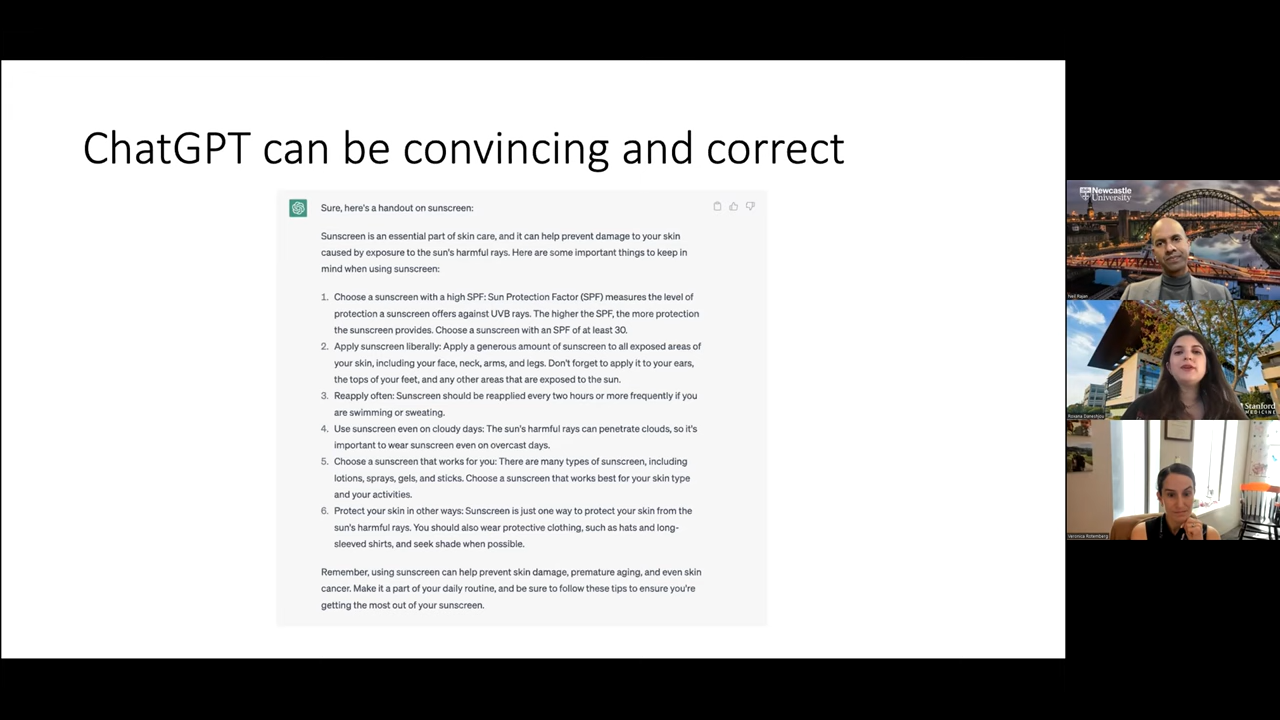 ChatGPT can be convincing and correct
Sure, here's a handout on sunscreen:
Sunscreen is an essential part of skin care, and it can help prevent damage to your skin
caused by exposure to the sun's harmful rays. Here are some important things to keep in
mind when using sunscreen:
1. Choose a sunscreen with a high SPF: Sun Protection Factor (SPF) measures the level of
protection a sunscreen offers against UVB rays. The higher the SPF, the more protection
the sunscreen provides. Choose a sunscreen with an SPF of at least 30.
2. Apply sunscreen liberally: Apply a generous amount of sunscreen to all exposed areas of
your skin, including your face, neck, arms, and legs. Don't forget to apply it to your ears,
the tops of your feet, and any other areas that are exposed to the sun.
3. Reapply often: Sunscreen should be reapplied every two hours or more frequently if you
are swimming or sweating.
4. Use sunscreen even on cloudy days: The sun's harmful rays can penetrate clouds, so it's
important to wear sunscreen even on overcast days.
5. Choose a sunscreen that works for you: There are many types of sunscreen, including
lotions, sprays, gels, and sticks. Choose a sunscreen that works best for your skin type
and your activities.
6. Protect your skin in other ways: Sunscreen is just one way to protect your skin from the
sun's harmful rays. You should also wear protective clothing, such as hats and long-
sleeved shirts, and seek shade when possible.
Remember, using sunscreen can help prevent skin damage, premature aging, and even skin
cancer. Make it a part of your daily routine, and be sure to follow these tips to ensure you're
getting the most out of your sunscreen.
Newcastle
University
Neil Rajan
Stanford
MEDICINE
Roxana Daneshjou
Veronica Rotemberg